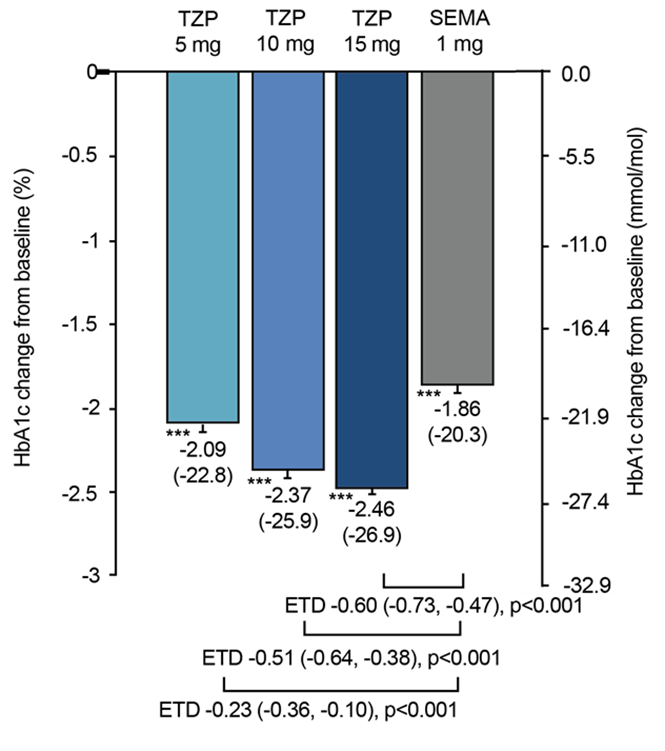 TZP TZP TZP SEMA
5 mg 10 mg 15 mg 1 mg
0 0.0
-0.5 -5.5
-1 -11.0
-1.5 -16.4
-2 -21.9
-2.5 -27.4
-3 -32.9
HbA1c change from baseline (%)
HbA1c change from baseline (mmol/mol)
***
-2.09
(-22.8)
***
-2.37
(-25.9)
***
-2.46
(-26.9)
***
-1.86
(-20.3)
ETD -0.60 (-0.73, -0.47), p<0.001
ETD -0.51 (-0.64, -0.38), p<0.001
ETD -0.23 (-0.36, -0.10), p<0.001